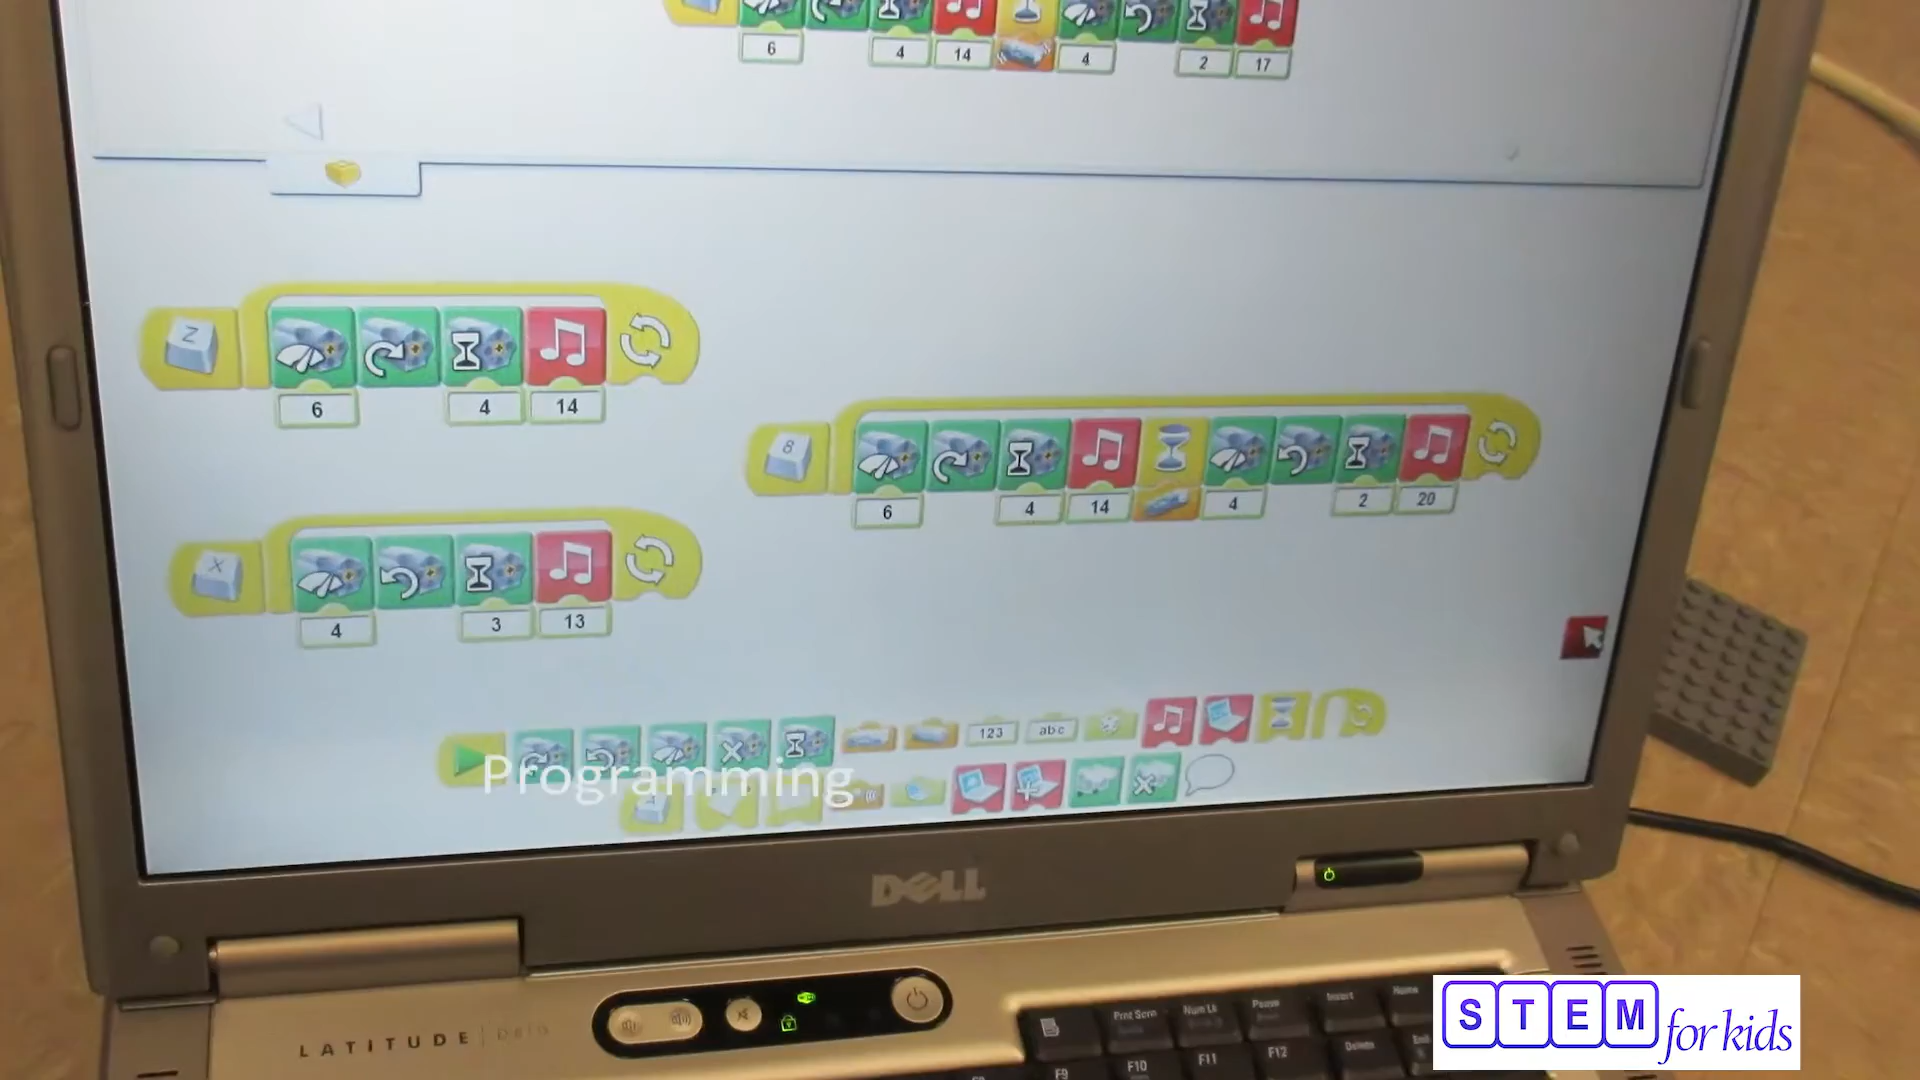 6 4 14 4 2 17
Z
6 4 14
8
6 4 14 4 2 20
X
4 3 13
123 abc
Programming
DELL
LATITUDE
Prnt Scrn Num Lk Pause Insert Home
F9 F10 F11 F12 Delete End
STEM for kids